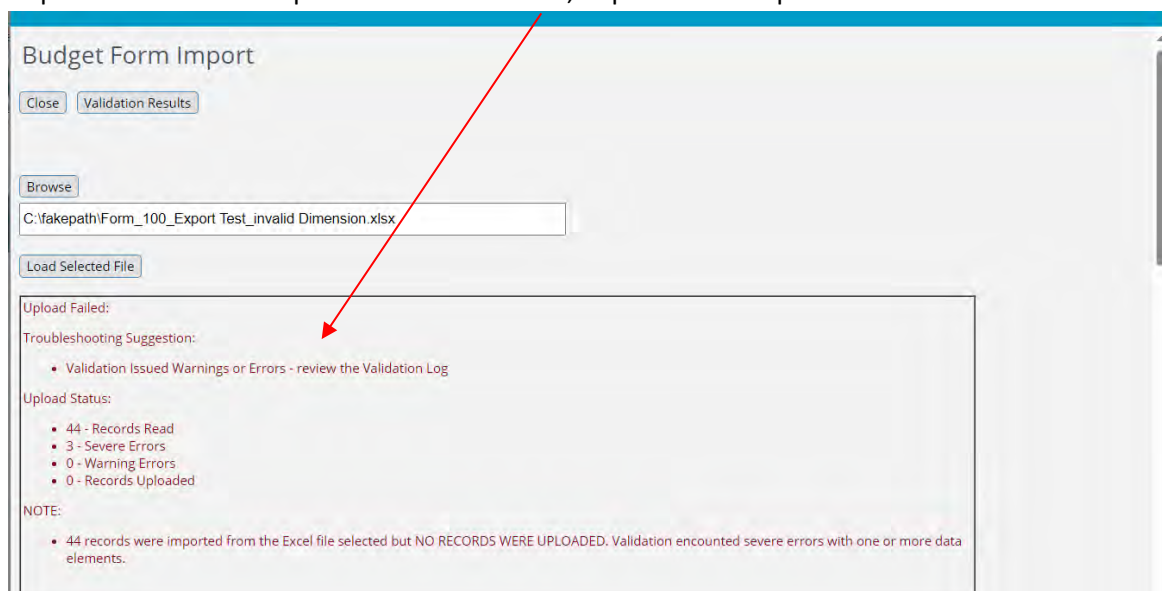 Budget Form Import
Close Validation Results
Browse
C:\fakepath\Form_100_Export Test_invalid Dimension.xlsx
Load Selected File
Upload Failed:
Troubleshooting Suggestion:
• Validation Issued Warnings or Errors - review the Validation Log
Upload Status:
• 44 - Records Read
• 3 - Severe Errors
• 0 - Warning Errors
• 0 - Records Uploaded
NOTE:
• 44 records were imported from the Excel file selected but NO RECORDS WERE UPLOADED. Validation encounted severe errors with one or more data
elements.